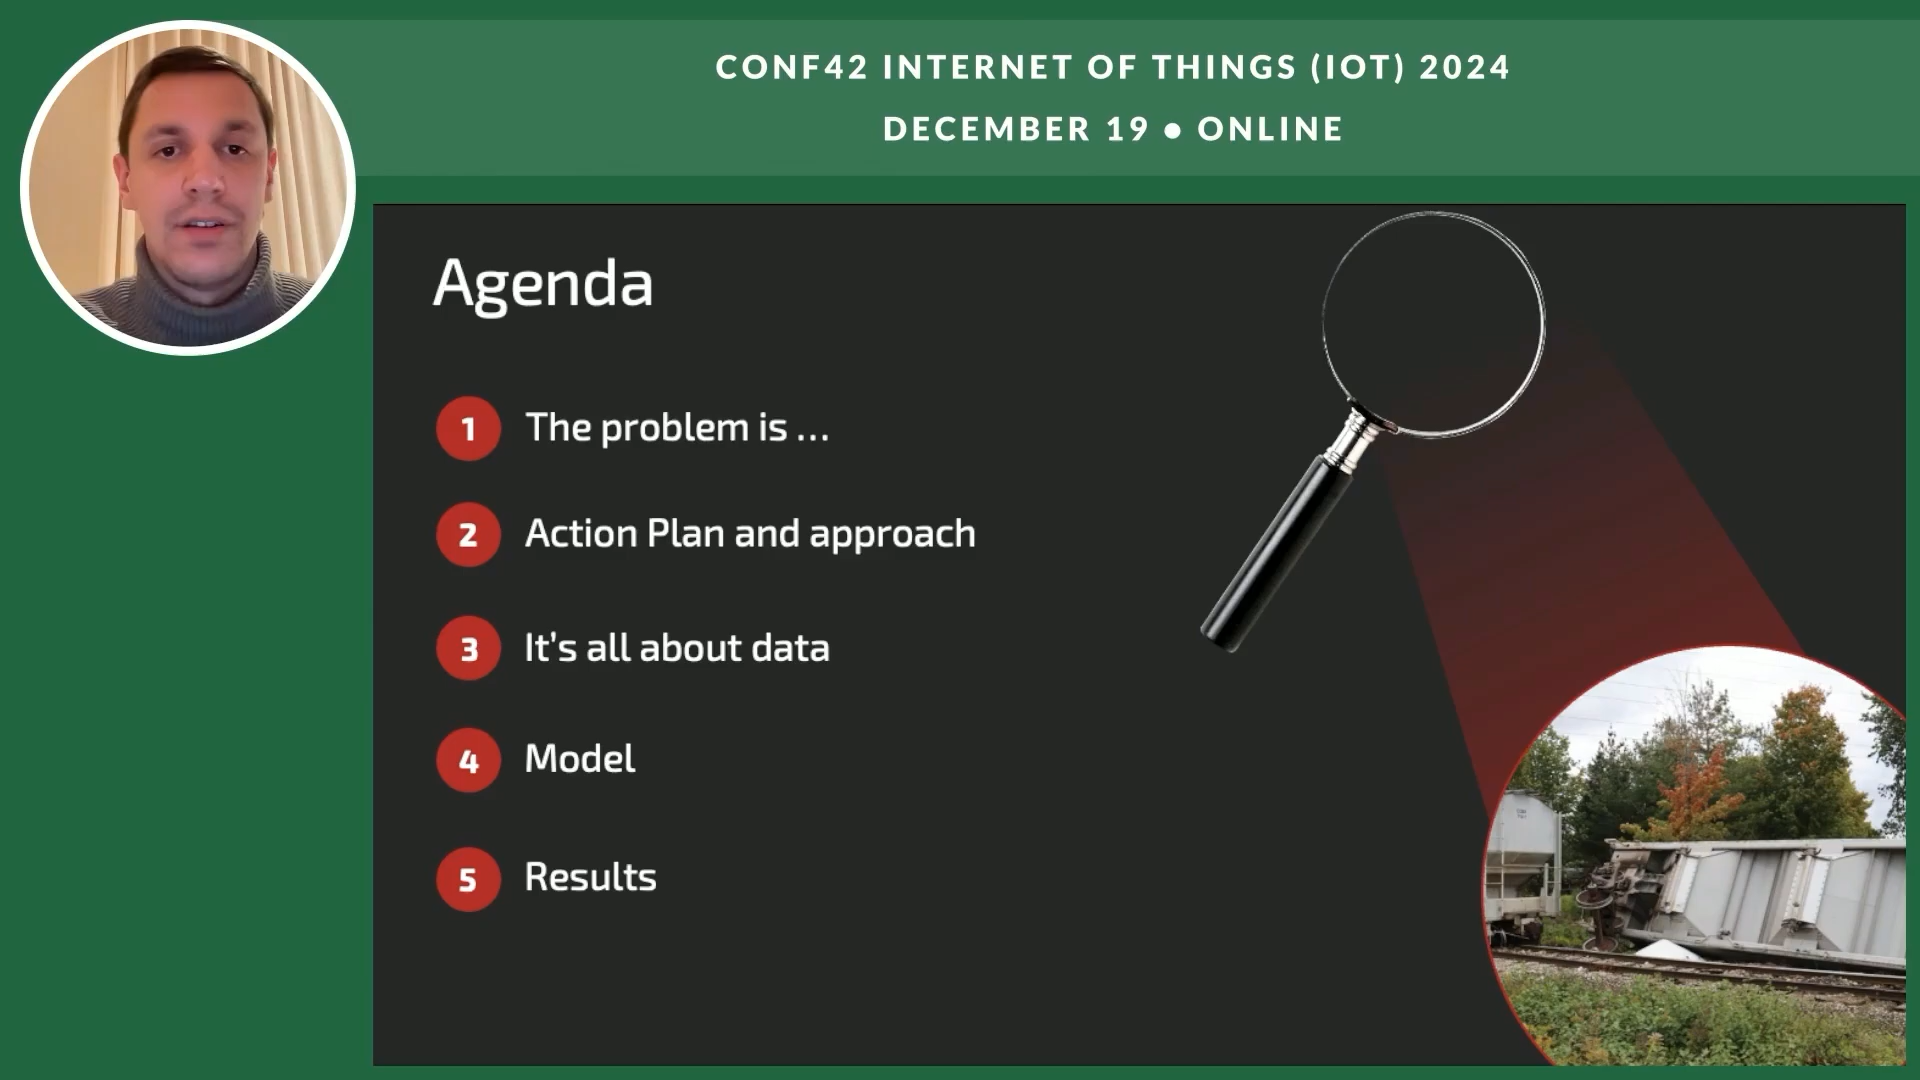 CONF42 INTERNET OF THINGS (IOT) 2024
DECEMBER 19 ● ONLINE
Agenda
1 The problem is ...
2 Action Plan and approach
3 It's all about data
4 Model
5 Results